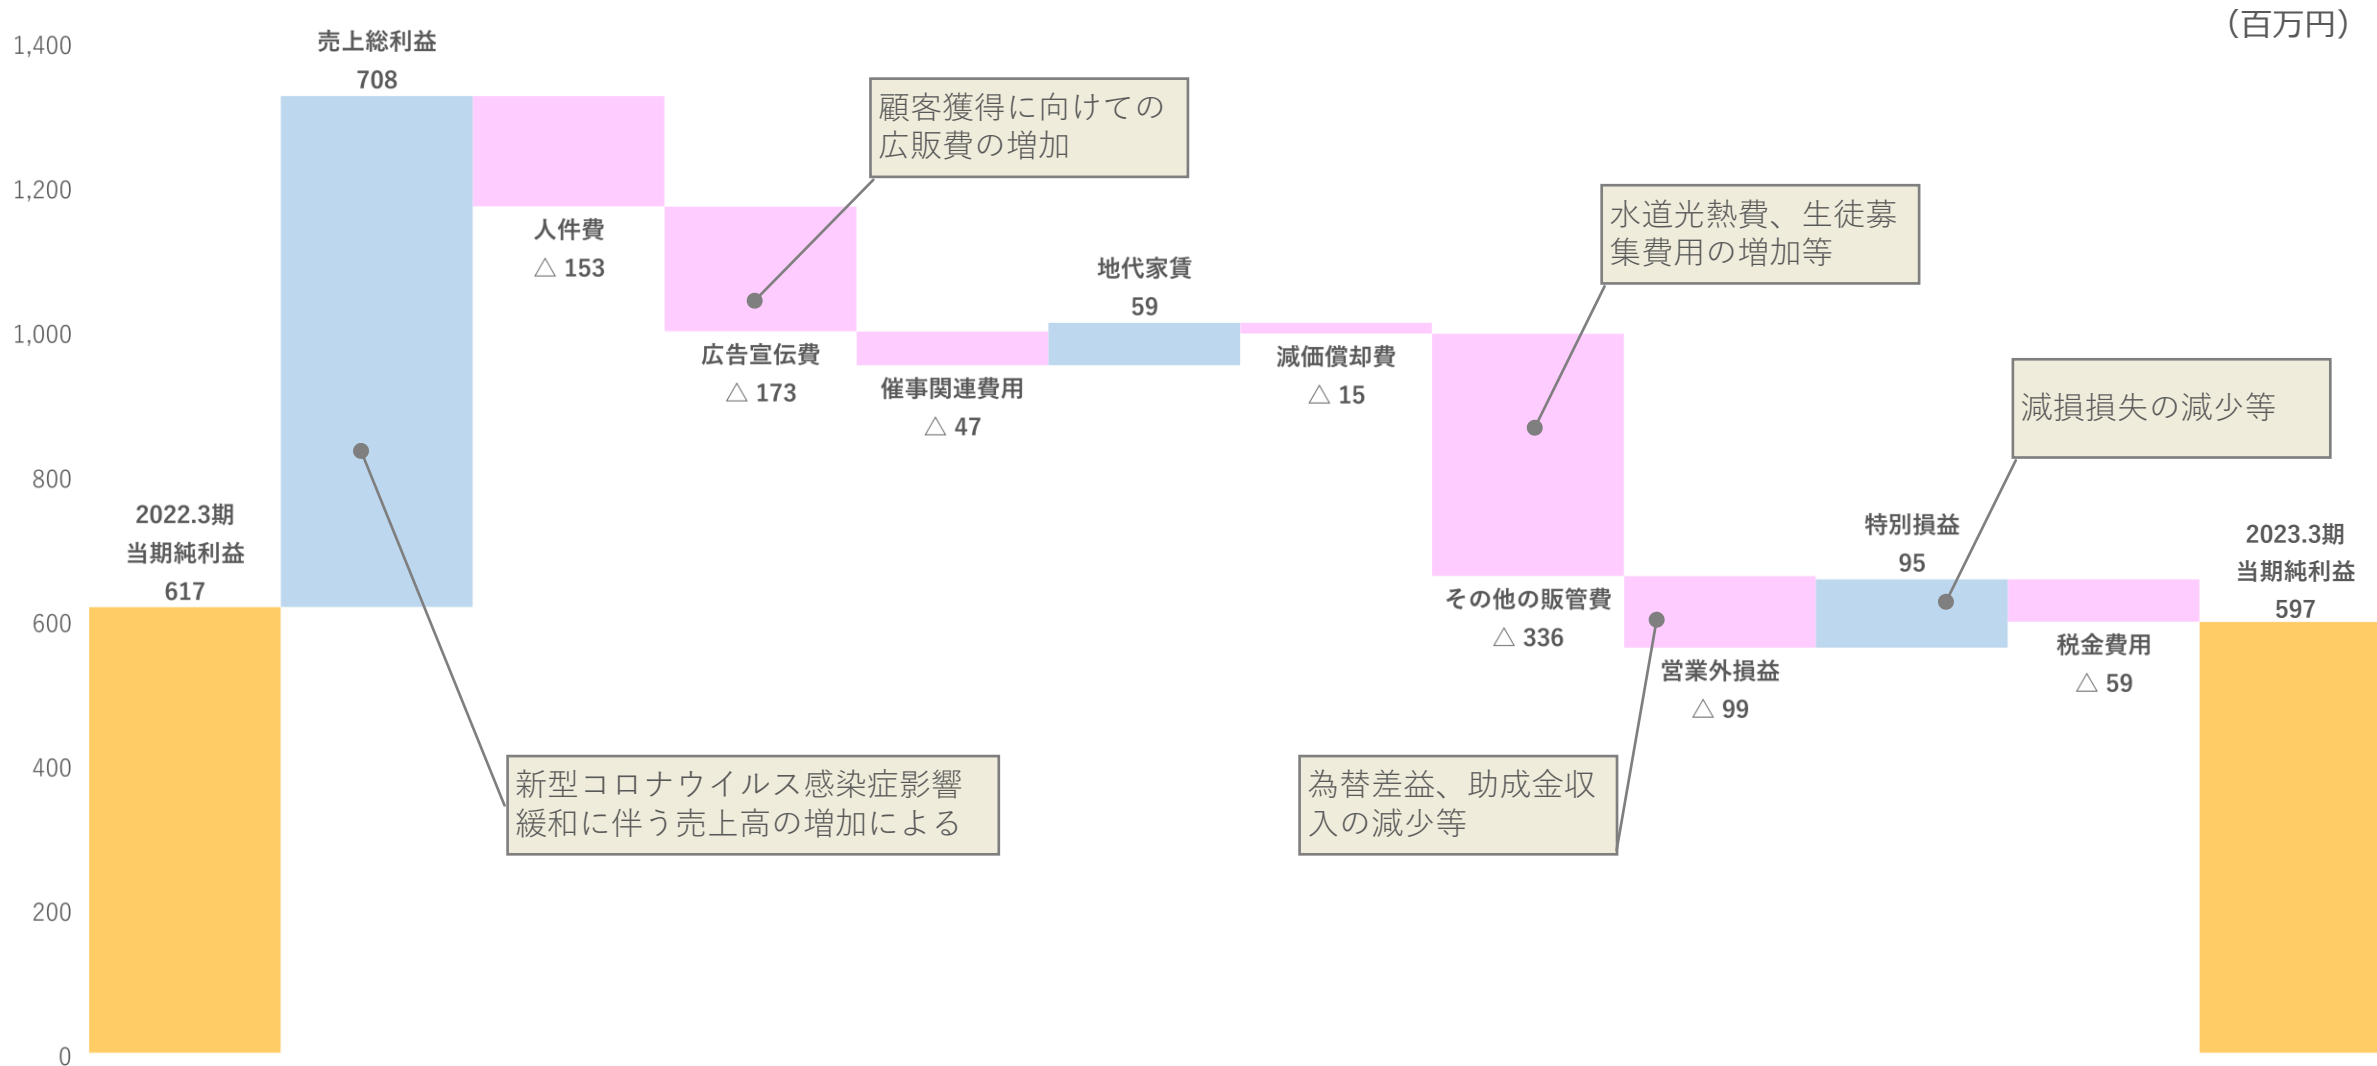 （百万円）
1,400
1,200
1,000
800
600
400
200
0
2022.3期
当期純利益
617
売上総利益
708
人件費
△ 153
広告宣伝費
△ 173
催事関連費用
△ 47
地代家賃
59
減価償却費
△ 15
その他の販管費
△ 336
営業外損益
△ 99
特別損益
95
税金費用
△ 59
2023.3期
当期純利益
597
顧客獲得に向けての
広販費の増加
水道光熱費、生徒募
集費用の増加等
減損損失の減少等
新型コロナウイルス感染症影響
緩和に伴う売上高の増加による
為替差益、助成金収
入の減少等